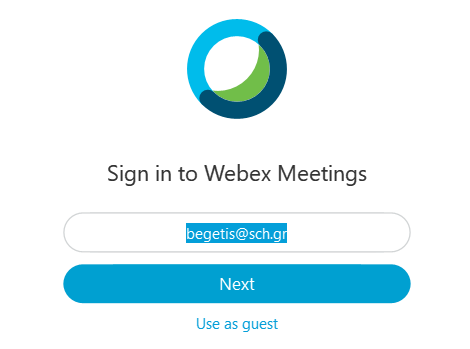 Sign in to Webex Meetings
begetis@sch.gr
Next
Use as guest